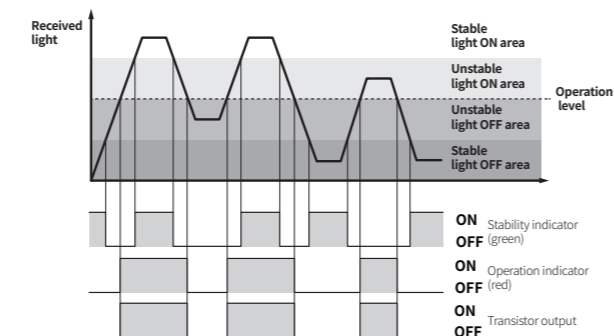 Received
light
Stable
light ON area
Unstable
light ON area
Operation
level
Unstable
light OFF area
Stable
light OFF area
ON
Stability indicator
OFF (green)
ON
Operation indicator
OFF (red)
ON
Transistor output
OFF